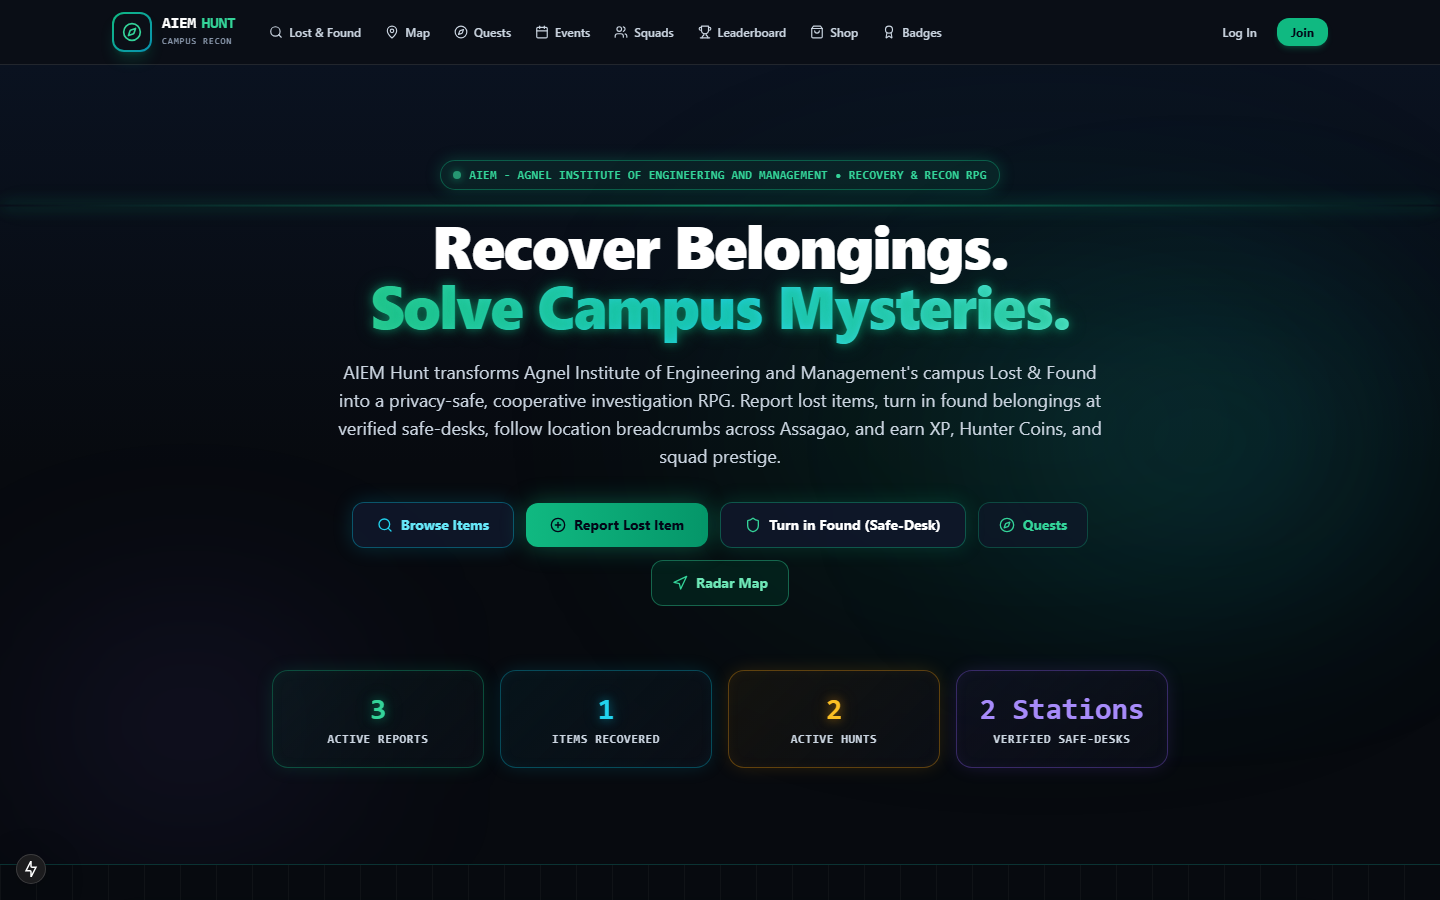 AIEM HUNT
CAMPUS RECON
Lost & Found
Map
Quests
Events
Squads
Leaderboard
Shop
Badges
Log In
Join
AIEM - AGNEL INSTITUTE OF ENGINEERING AND MANAGEMENT • RECOVERY & RECON RPG
Recover Belongings.
Solve Campus Mysteries.
AIEM Hunt transforms Agnel Institute of Engineering and Management's campus Lost & Found
into a privacy-safe, cooperative investigation RPG. Report lost items, turn in found belongings at
verified safe-desks, follow location breadcrumbs across Assagao, and earn XP, Hunter Coins, and
squad prestige.
Browse Items
Report Lost Item
Turn in Found (Safe-Desk)
Quests
Radar Map
3
ACTIVE REPORTS
1
ITEMS RECOVERED
2
ACTIVE HUNTS
2 Stations
VERIFIED SAFE-DESKS